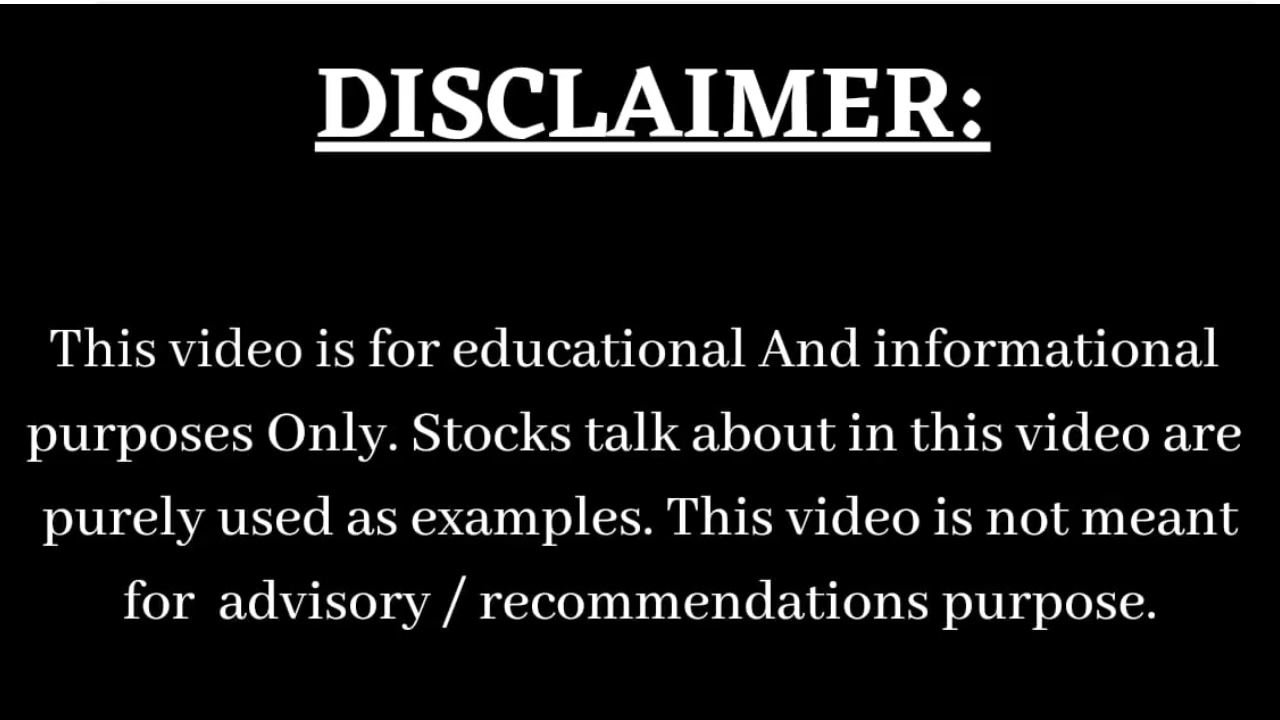 DISCLAIMER:
This video is for educational And informational
purposes Only. Stocks talk about in this video are
purely used as examples. This video is not meant
for advisory / recommendations purpose.